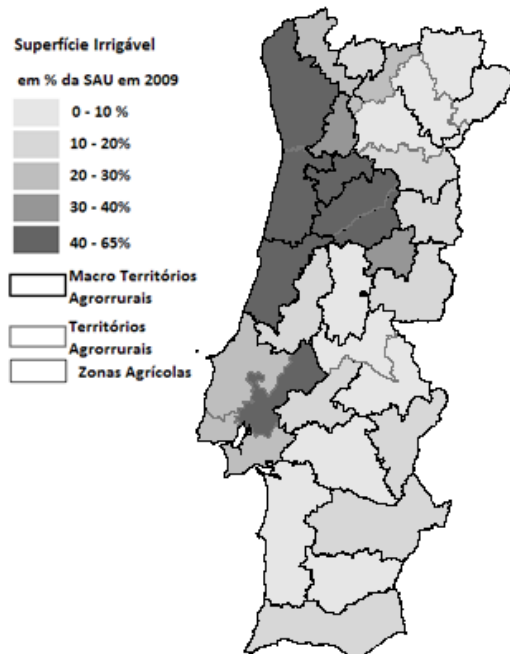 Superfície Irrigável
em % da SAU em 2009
0 - 10 %
10 - 20%
20 - 30%
30 - 40%
40 - 65%
Macro Territórios
Agrorrurais
Territórios
Agrorrurais
Zonas Agrícolas